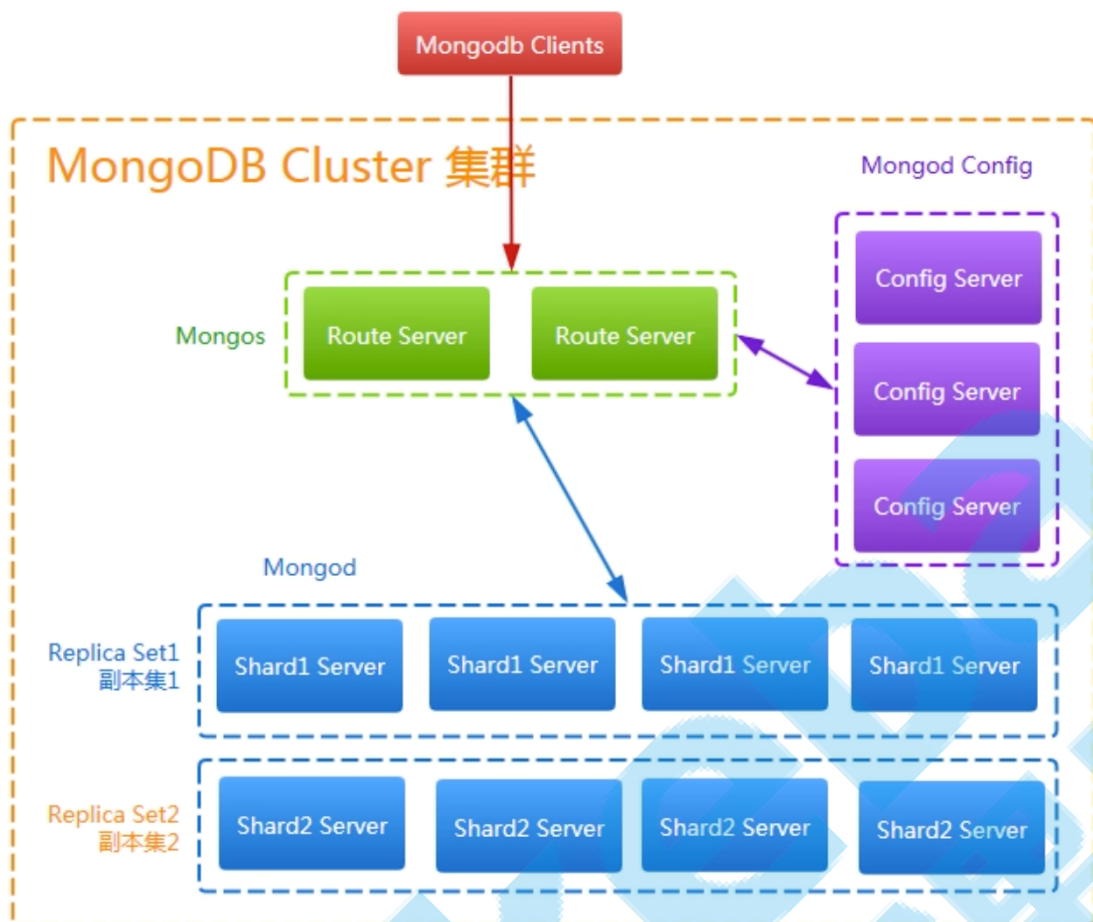 Mongodb Clients
MongoDB Cluster 集群
Mongod Config
Config Server
Mongos
Route Server
Route Server
Config Server
Config Server
Mongod
Replica Set1
副本集1
Shard1 Server
Shard1 Server
Shard1 Server
Shard1 Server
Replica Set2
副本集2
Shard2 Server
Shard2 Server
Shard2 Server
Shard2 Server